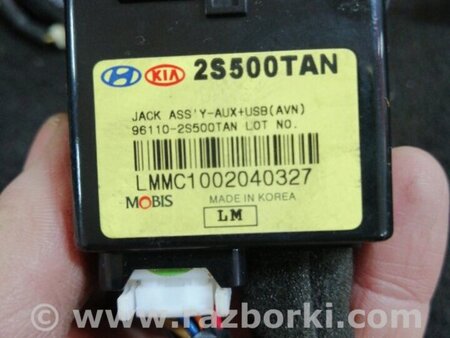 HYUNDAI KIA 2S500TAN
JACK ASS'Y-AUX+USB(AVN)
96110-2S500TAN LOT NO.
LMMC1002040327
MOBIS MADE IN KOREA
LM
© www.razborki.com